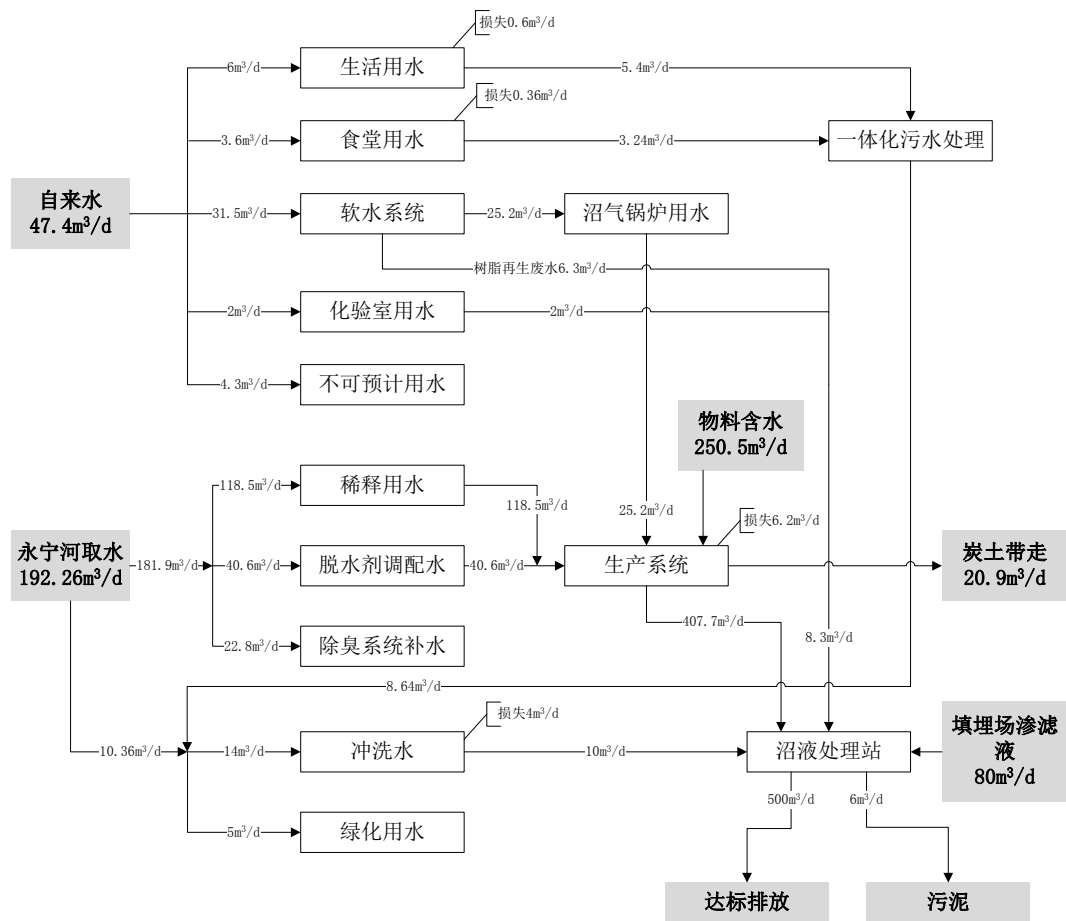 损失0.6m³/d
6m³/d
生活用水
5.4m³/d
损失0.36m³/d
3.6m³/d
食堂用水
3.24m³/d
一体化污水处理
自来水
47.4m³/d
31.5m³/d
软水系统
25.2m³/d
沼气锅炉用水
树脂再生废水6.3m³/d
2m³/d
化验室用水
2m³/d
4.3m³/d
不可预计用水
物料含水
250.5m³/d
118.5m³/d
稀释用水
118.5m³/d
25.2m³/d
损失6.2m³/d
永宁河取水
192.26m³/d
181.9m³/d
40.6m³/d
脱水剂调配水
40.6m³/d
生产系统
炭土带走
20.9m³/d
407.7m³/d
22.8m³/d
除臭系统补水
8.3m³/d
8.64m³/d
损失4m³/d
10.36m³/d
14m³/d
冲洗水
10m³/d
沼液处理站
填埋场渗滤
液
80m³/d
500m³/d
6m³/d
5m³/d
绿化用水
达标排放
污泥